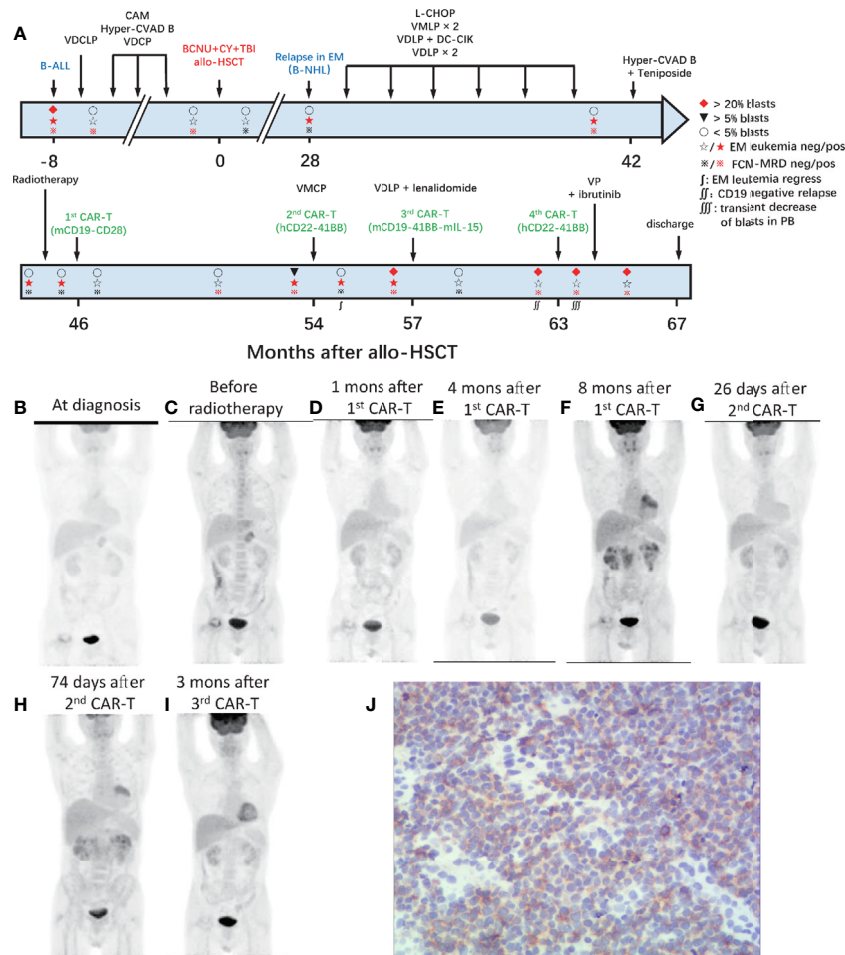 A
CAM
Hyper-CVAD B
VDCP
VDCLP
B-ALL
BCNU+CY+TBI
allo-HSCT
Relapse in EM
(B-NHL)
L-CHOP
VMLP × 2
VDLP + DC-CIK
VDLP × 2
Hyper-CVAD B
+ Teniposide
-8
0
28
42
> 20% blasts
> 5% blasts
< 5% blasts
/ EM leukemia neg/pos
/ FCN-MRD neg/pos
: EM leukemia regress
: CD19 negative relapse
: transient decrease
of blasts in PB
Radiotherapy
1st CAR-T
(mCD19-CD28)
VMCP
2nd CAR-T
(hCD22-41BB)
VDLP + lenalidomide
3rd CAR-T
(mCD19-41BB-mIL-15)
4th CAR-T
(hCD22-41BB)
VP
+ ibrutinib
discharge
46
54
57
63
67
Months after allo-HSCT
B
At diagnosis
C
Before
radiotherapy
D
1 mons after
1st CAR-T
E
4 mons after
1st CAR-T
F
8 mons after
1st CAR-T
G
26 days after
2nd CAR-T
H
74 days after
2nd CAR-T
I
3 mons after
3rd CAR-T
J